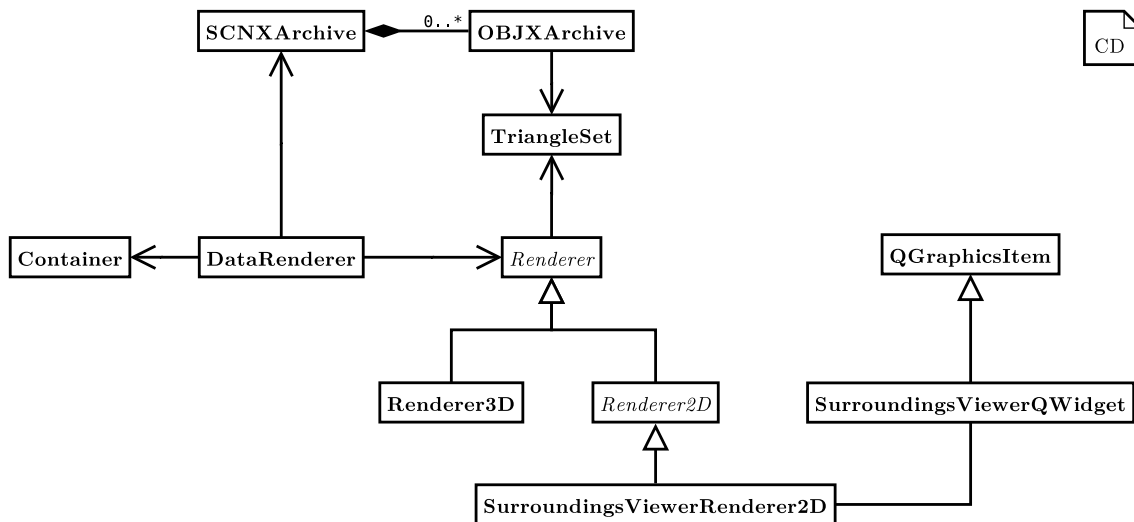 SCNXArchive
0..*
OBJXArchive
CD
TriangleSet
Container
DataRenderer
Renderer
QGraphicsItem
Renderer3D
Renderer2D
SurroundingsViewerQWidget
SurroundingsViewerRenderer2D